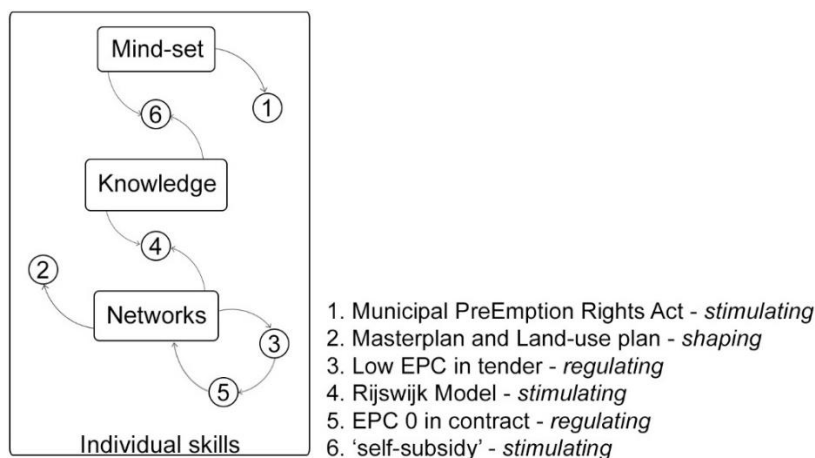 Mind-set
1
6
Knowledge
4
2
Networks
3
5
Individual skills
1. Municipal PreEmption Rights Act - stimulating
2. Masterplan and Land-use plan - shaping
3. Low EPC in tender - regulating
4. Rijswijk Model - stimulating
5. EPC 0 in contract - regulating
6. ‘self-subsidy’ - stimulating